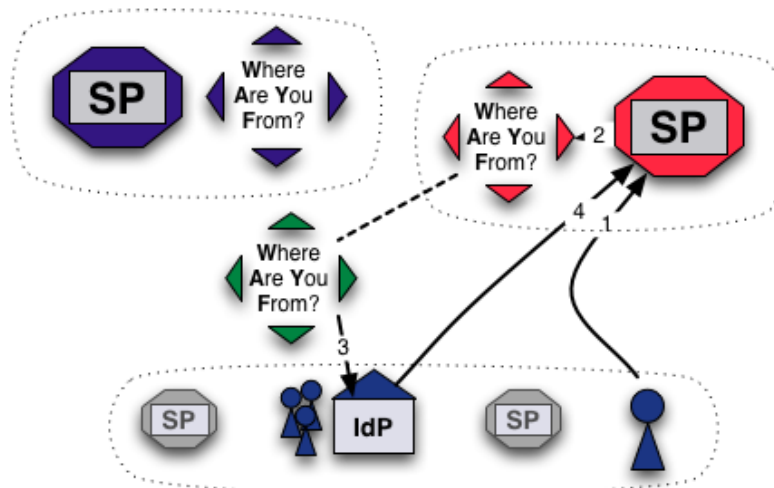 SP
Where
Are You
From?
Where
Are You
From?
2
SP
4
1
Where
Are You
From?
3
SP
IdP
SP